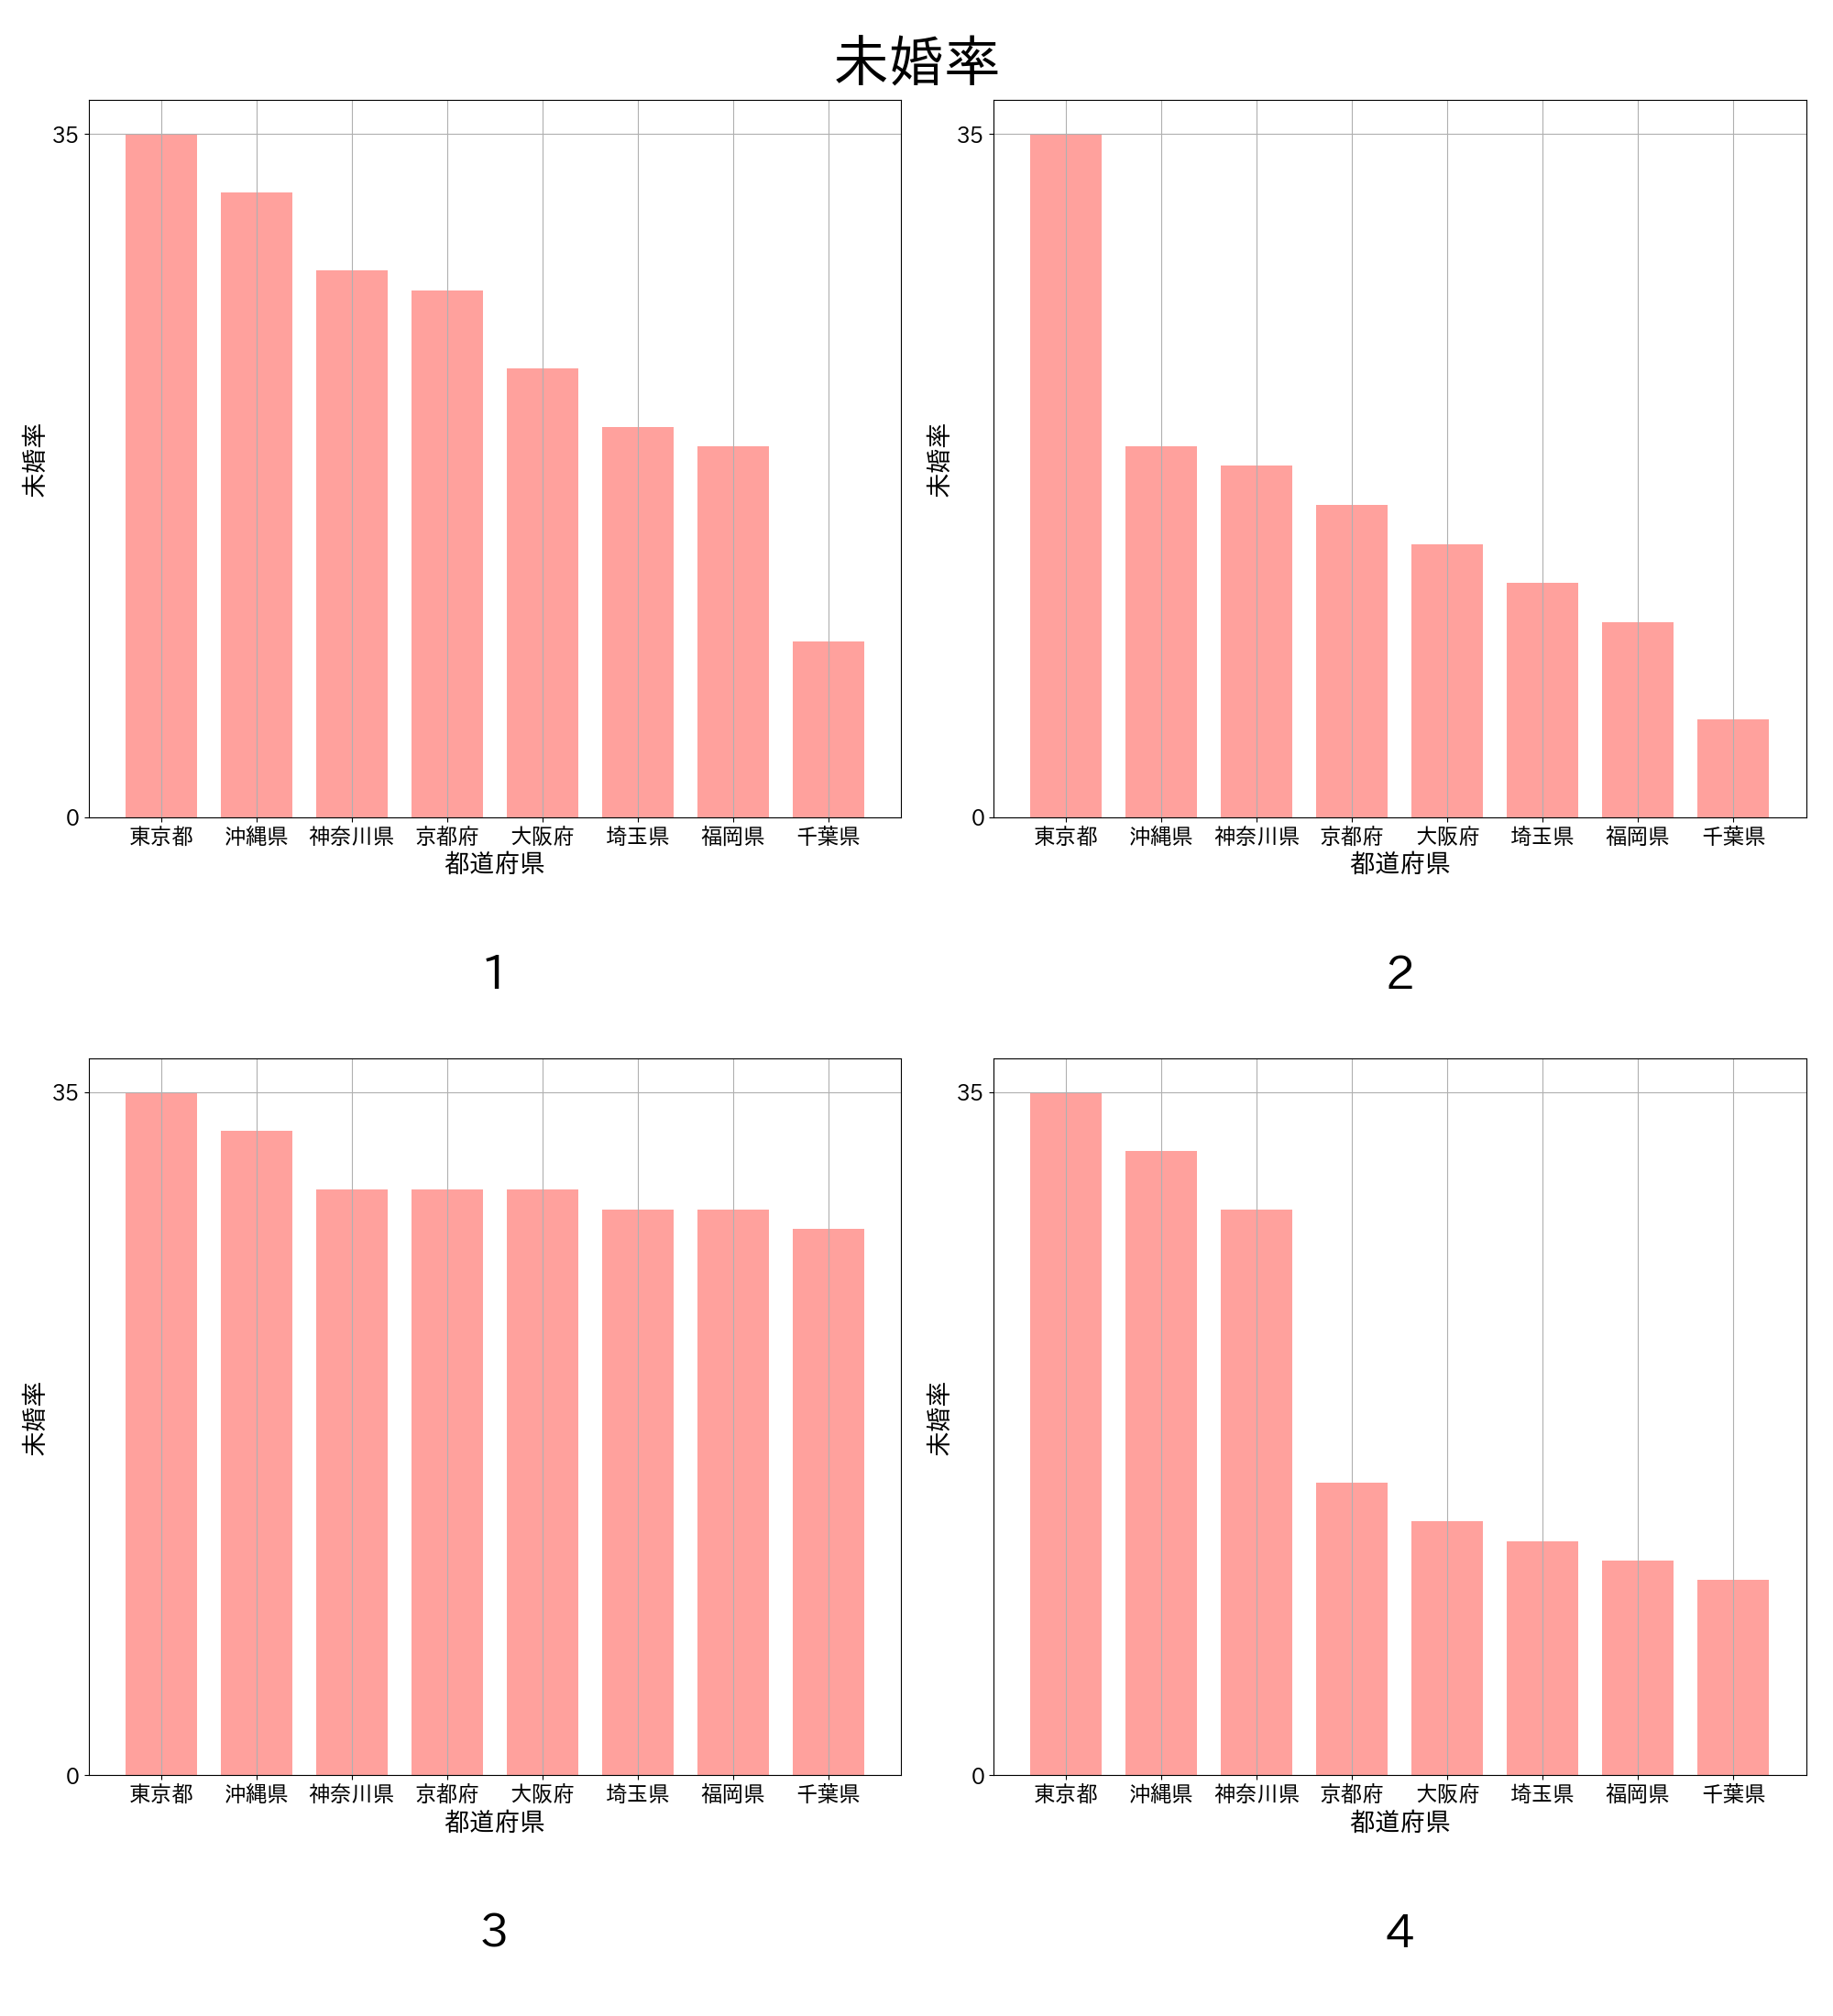 未婚率
35
0
未婚率
東京都 沖縄県 神奈川県 京都府 大阪府 埼玉県 福岡県 千葉県
都道府県
1
35
0
未婚率
東京都 沖縄県 神奈川県 京都府 大阪府 埼玉県 福岡県 千葉県
都道府県
2
35
0
未婚率
東京都 沖縄県 神奈川県 京都府 大阪府 埼玉県 福岡県 千葉県
都道府県
3
35
0
未婚率
東京都 沖縄県 神奈川県 京都府 大阪府 埼玉県 福岡県 千葉県
都道府県
4